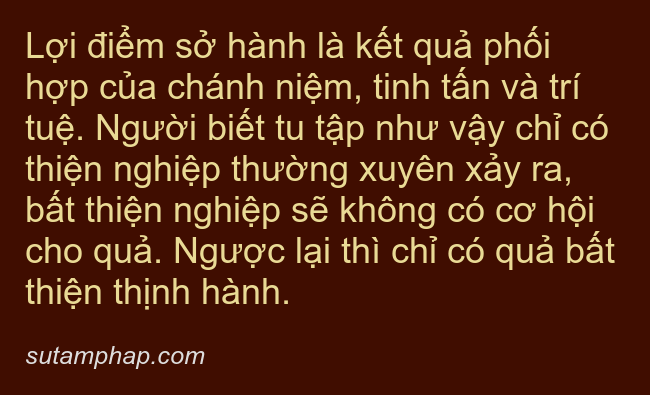 Lợi điểm sở hành là kết quả phối
hợp của chánh niệm, tinh tấn và trí
tuệ. Người biết tu tập như vậy chỉ có
thiện nghiệp thường xuyên xảy ra,
bất thiện nghiệp sẽ không có cơ hội
cho quả. Ngược lại thì chỉ có quả bất
thiện thịnh hành.
sutamphap.com